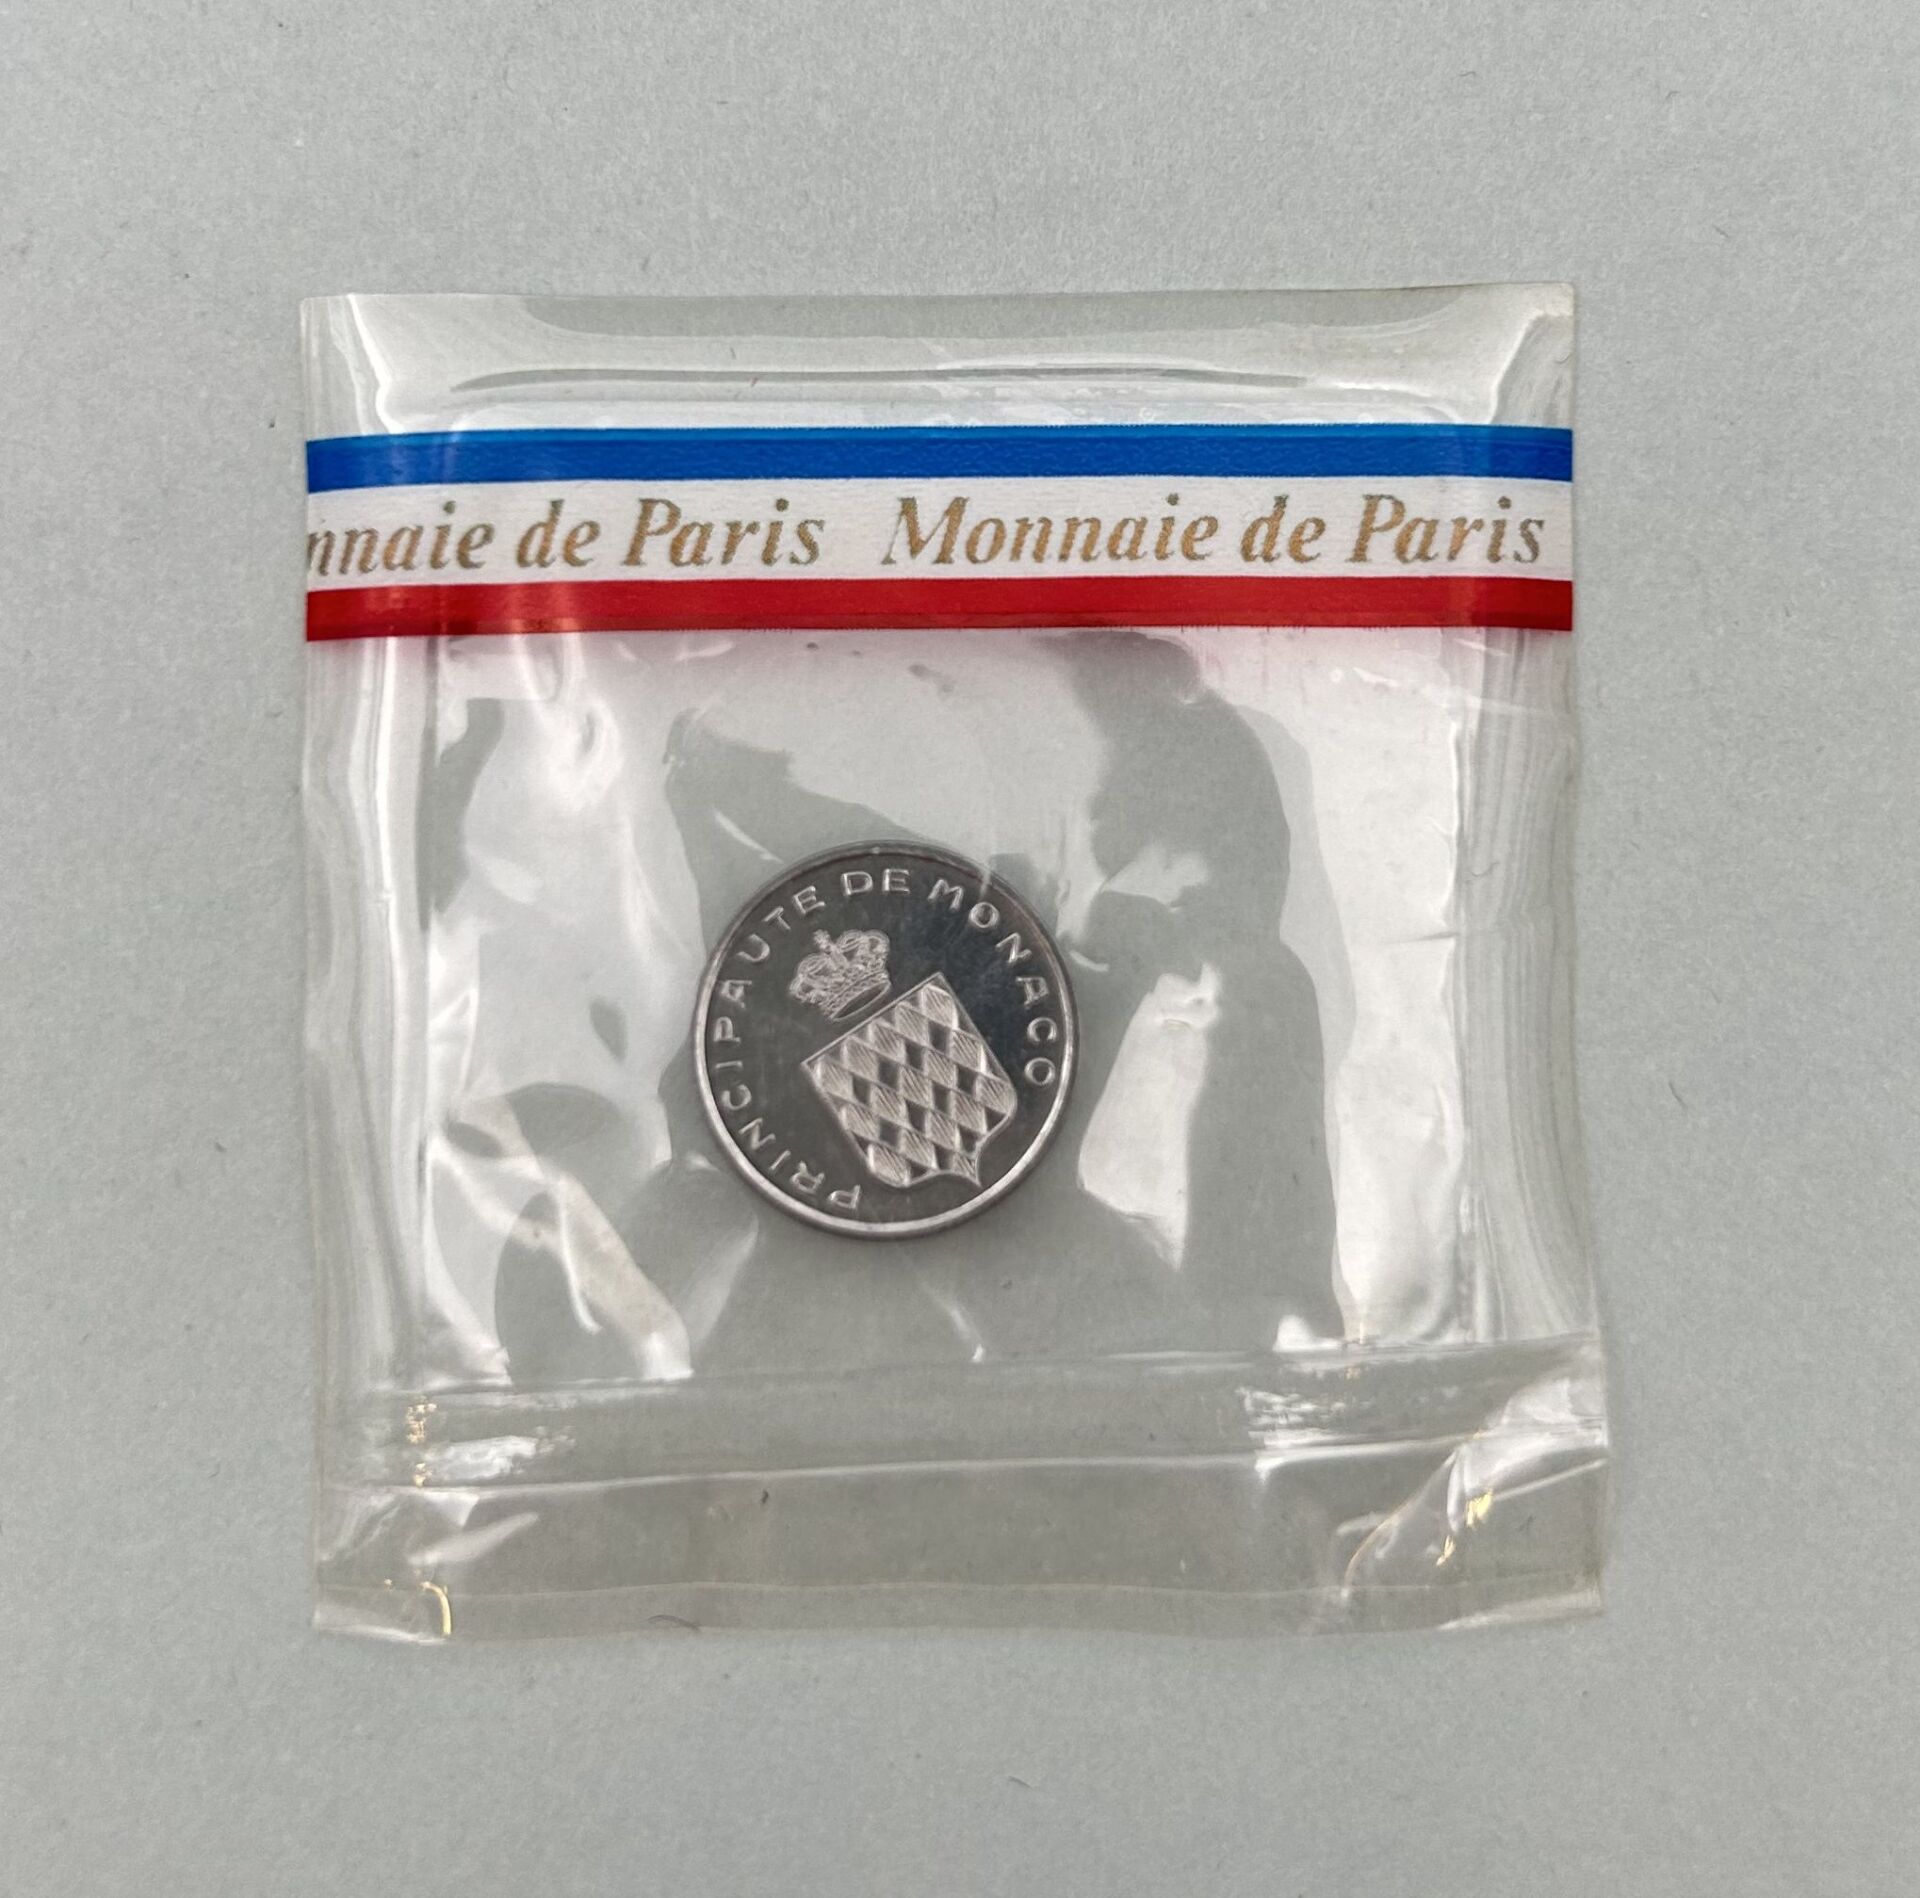 nnaie de Paris Monnaie de Paris
PRINCIPAUTE DE MONACO